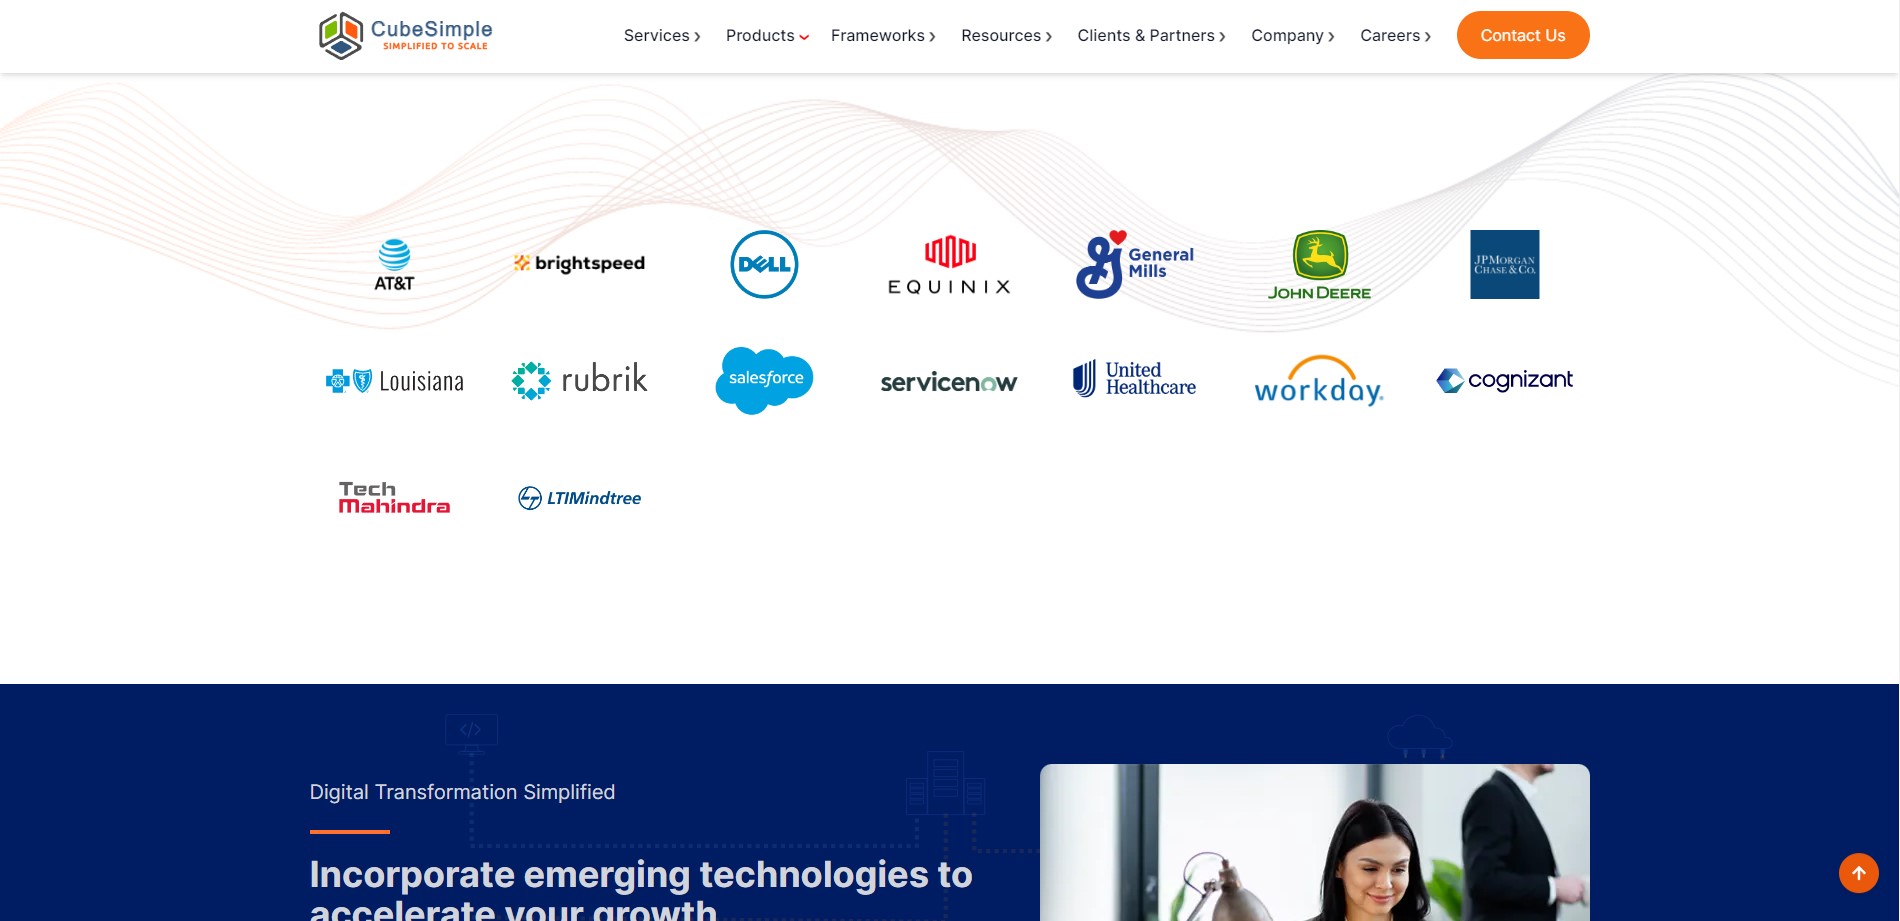 CubeSimple
SIMPLIFIED TO SCALE
Services
Products
Frameworks
Resources
Clients & Partners
Company
Careers
Contact Us
AT&T
brightspeed
DELL
EQUINIX
General
Mills
JOHN DEERE
JPMORGAN
CHASE & CO.
Louisiana
rubrik
salesforce
servicenow
United
Healthcare
workday®
cognizant
Tech
Mahindra
LTIMindtree
</>
Digital Transformation Simplified
Incorporate emerging technologies to
accelerate your growth